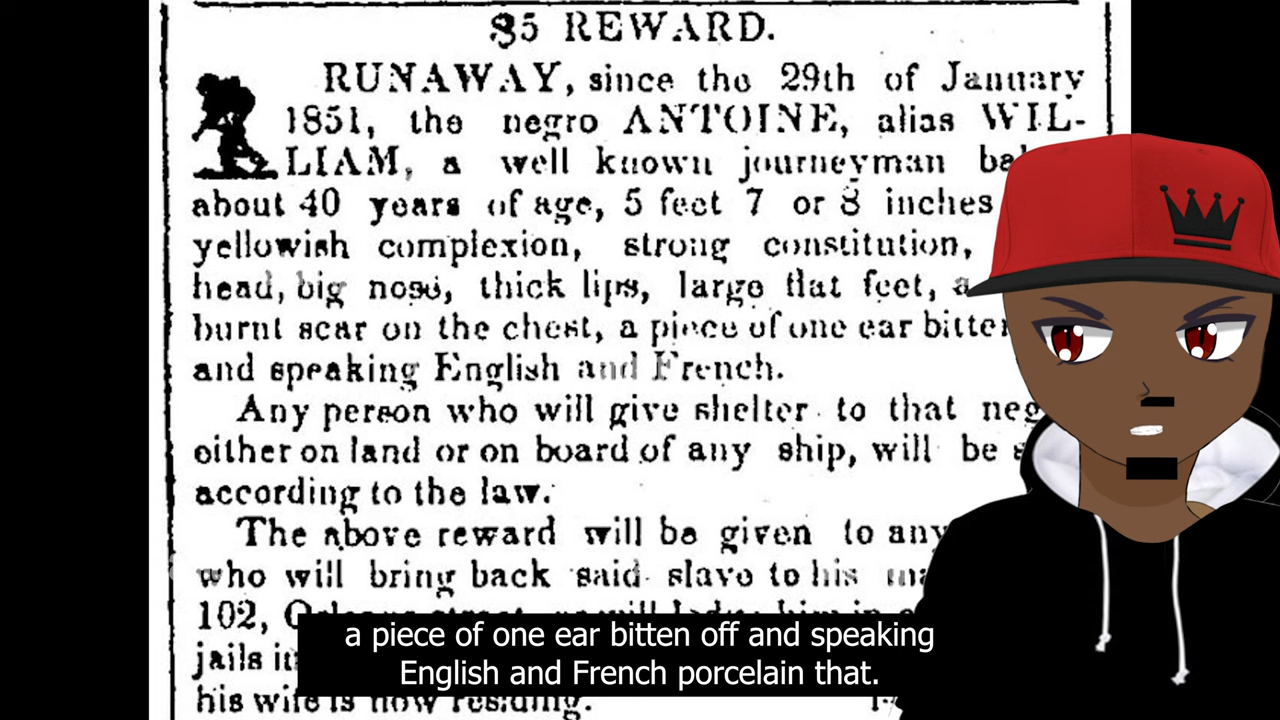 $5 REWARD.
RUNAWAY, since the 29th of January
1851, the negro ANTOINE, alias WIL-
LIAM, a well known journeyman
about 40 years of age, 5 feet 7 or 8 inches
yellowish complexion, strong constitution,
head, big nose, thick lips, large flat feet, a
burnt scar on the chest, a piece of one ear bitten
and speaking English and French.
Any person who will give shelter to that
either on land or on board of any ship, will be
according to the law.
The above reward will be given to any
who will bring back said slave to his
102,
jails in
his wife is now residing.
a piece of one ear bitten off and speaking
English and French porcelain that.